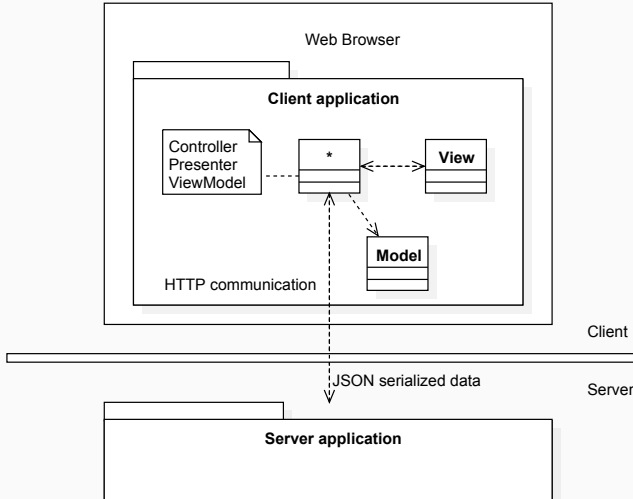 Web Browser
Client application
Controller
Presenter
ViewModel
*
View
Model
HTTP communication
Client
JSON serialized data
Server
Server application